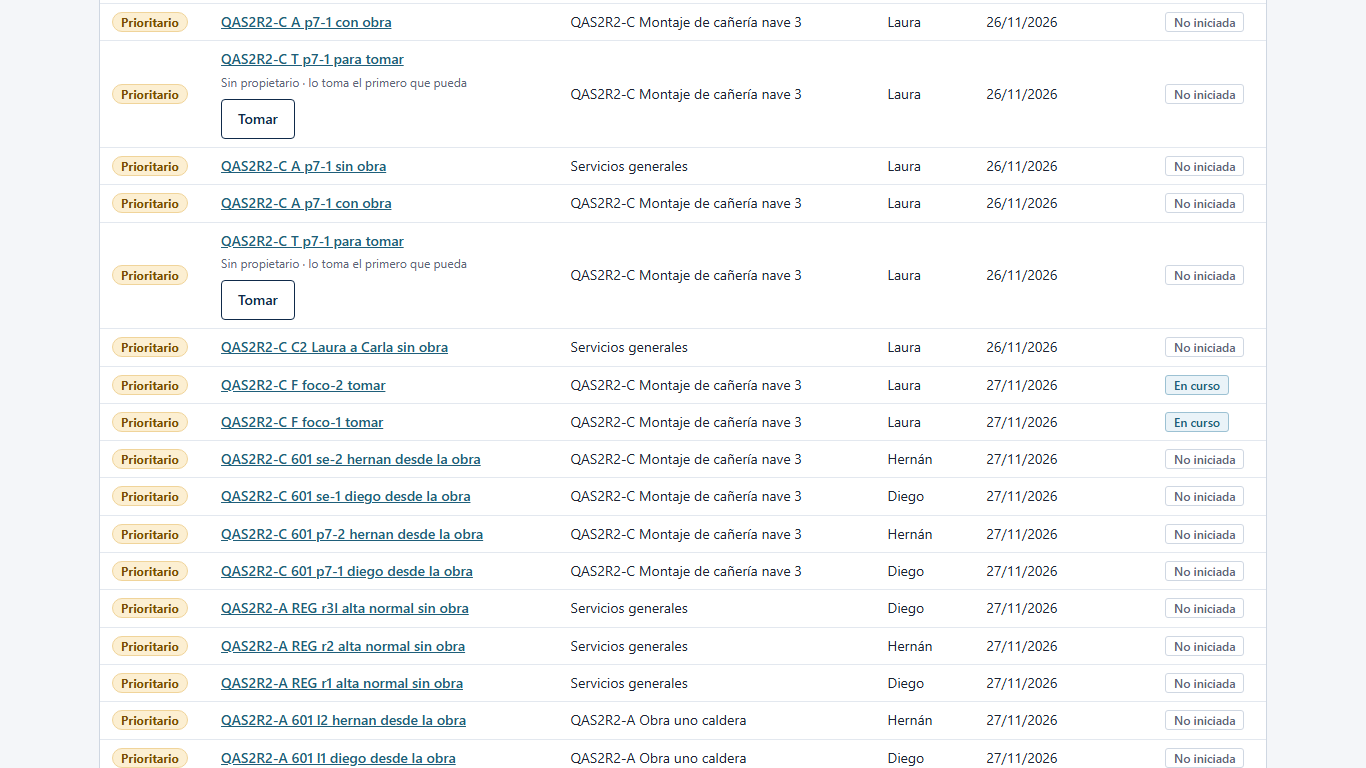 Prioritario QAS2R2-C A p7-1 con obra QAS2R2-C Montaje de cañería nave 3 Laura 26/11/2026 No iniciada
QAS2R2-C T p7-1 para tomar
Sin propietario · lo toma el primero que pueda
Prioritario QAS2R2-C Montaje de cañería nave 3 Laura 26/11/2026 No iniciada
Tomar
Prioritario QAS2R2-C A p7-1 sin obra Servicios generales Laura 26/11/2026 No iniciada
Prioritario QAS2R2-C A p7-1 con obra QAS2R2-C Montaje de cañería nave 3 Laura 26/11/2026 No iniciada
QAS2R2-C T p7-1 para tomar
Sin propietario · lo toma el primero que pueda
Prioritario QAS2R2-C Montaje de cañería nave 3 Laura 26/11/2026 No iniciada
Tomar
Prioritario QAS2R2-C C2 Laura a Carla sin obra Servicios generales Laura 26/11/2026 No iniciada
Prioritario QAS2R2-C F foco-2 tomar QAS2R2-C Montaje de cañería nave 3 Laura 27/11/2026 En curso
Prioritario QAS2R2-C F foco-1 tomar QAS2R2-C Montaje de cañería nave 3 Laura 27/11/2026 En curso
Prioritario QAS2R2-C 601 se-2 hernan desde la obra QAS2R2-C Montaje de cañería nave 3 Hernán 27/11/2026 No iniciada
Prioritario QAS2R2-C 601 se-1 diego desde la obra QAS2R2-C Montaje de cañería nave 3 Diego 27/11/2026 No iniciada
Prioritario QAS2R2-C 601 p7-2 hernan desde la obra QAS2R2-C Montaje de cañería nave 3 Hernán 27/11/2026 No iniciada
Prioritario QAS2R2-C 601 p7-1 diego desde la obra QAS2R2-C Montaje de cañería nave 3 Diego 27/11/2026 No iniciada
Prioritario QAS2R2-A REG r3l alta normal sin obra Servicios generales Diego 27/11/2026 No iniciada
Prioritario QAS2R2-A REG r2 alta normal sin obra Servicios generales Hernán 27/11/2026 No iniciada
Prioritario QAS2R2-A REG r1 alta normal sin obra Servicios generales Diego 27/11/2026 No iniciada
Prioritario QAS2R2-A 601 l2 hernan desde la obra QAS2R2-A Obra uno caldera Hernán 27/11/2026 No iniciada
Prioritario QAS2R2-A 601 l1 diego desde la obra QAS2R2-A Obra uno caldera Diego 27/11/2026 No iniciada